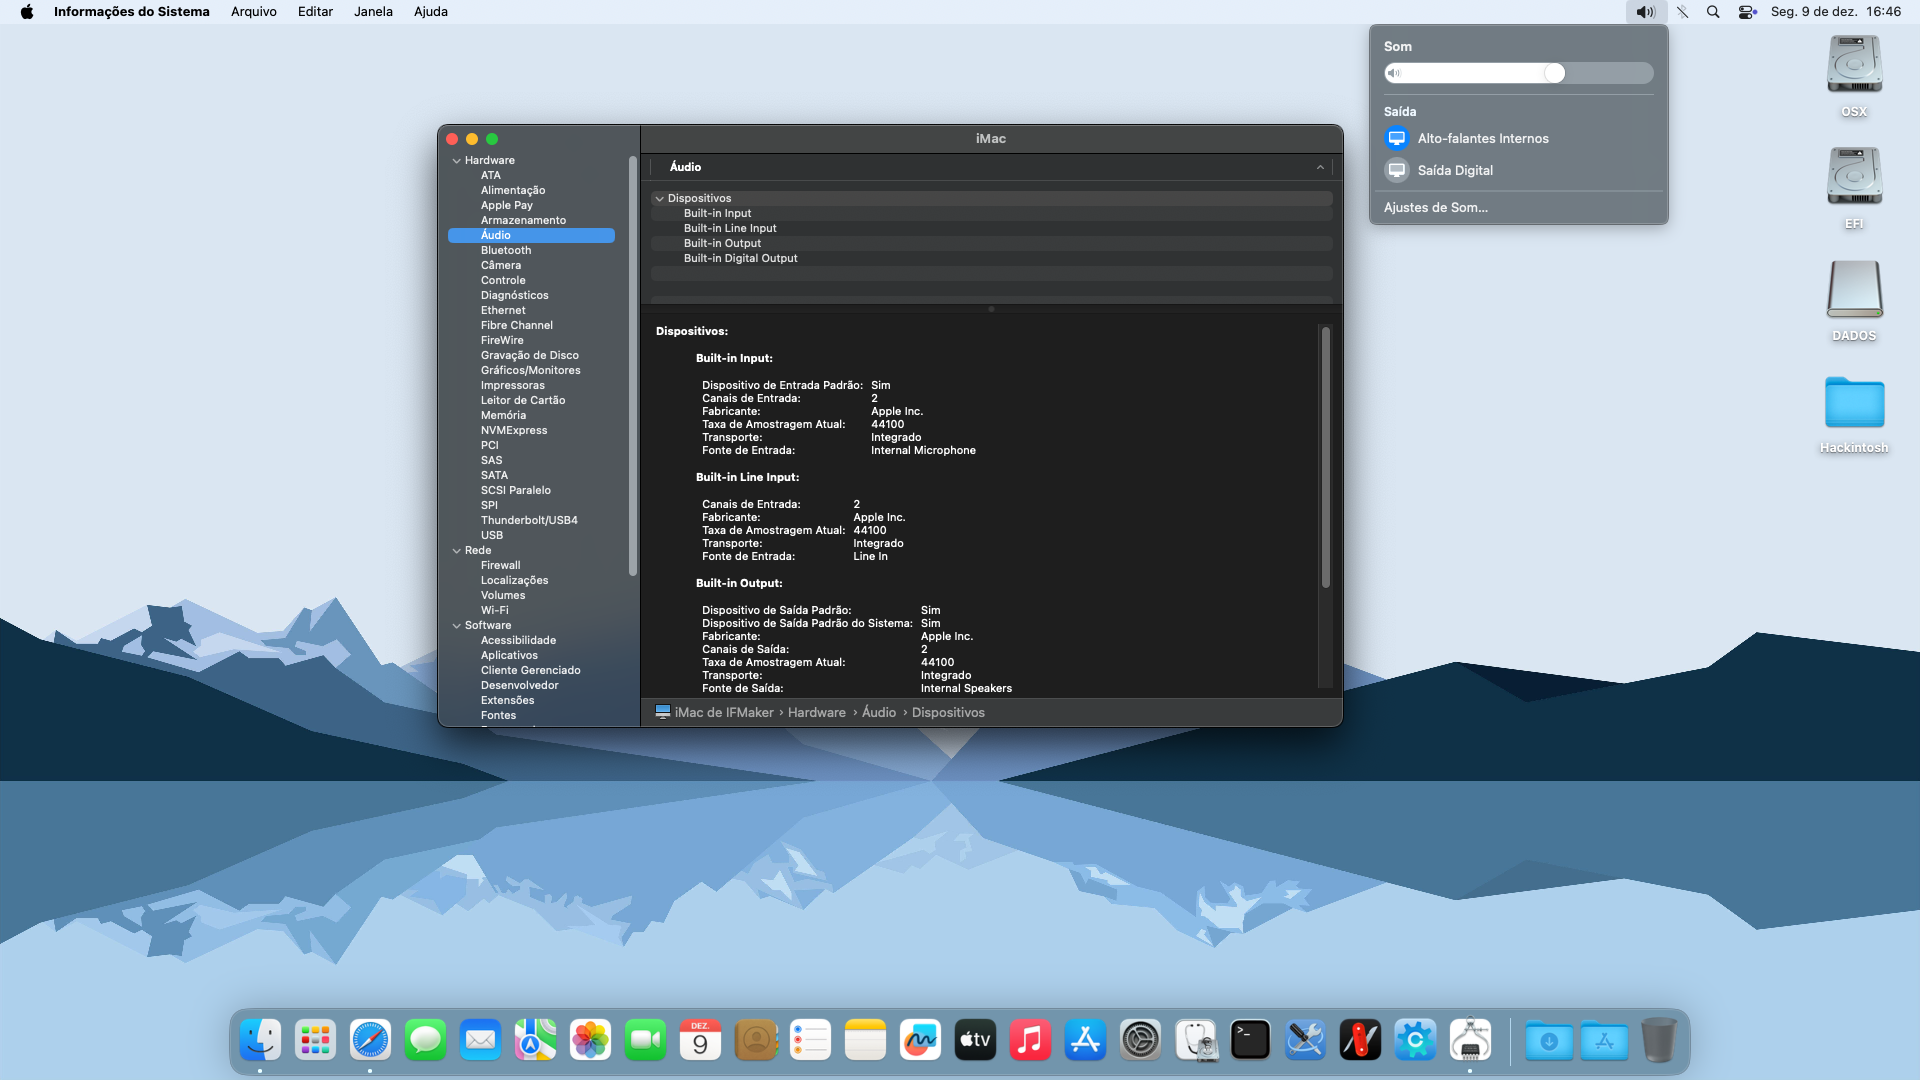 Informações do Sistema Arquivo Editar Janela Ajuda
Seg. 9 de dez. 16:46
Som
Saída
Alto-falantes Internos
Saída Digital
Ajustes de Som...
OSX
EFI
DADOS
Hackintosh
iMac
Hardware
ATA
Alimentação
Apple Pay
Armazenamento
Áudio
Bluetooth
Câmera
Controle
Diagnósticos
Ethernet
Fibre Channel
FireWire
Gravação de Disco
Gráficos/Monitores
Impressoras
Leitor de Cartão
Memória
NVMExpress
PCI
SAS
SATA
SCSI Paralelo
SPI
Thunderbolt/USB4
USB
Rede
Firewall
Localizações
Volumes
Wi-Fi
Software
Acessibilidade
Aplicativos
Cliente Gerenciado
Desenvolvedor
Extensões
Fontes
Áudio
Dispositivos
Built-in Input
Built-in Line Input
Built-in Output
Built-in Digital Output
Dispositivos:
Built-in Input:
Dispositivo de Entrada Padrão: Sim
Canais de Entrada: 2
Fabricante: Apple Inc.
Taxa de Amostragem Atual: 44100
Transporte: Integrado
Fonte de Entrada: Internal Microphone
Built-in Line Input:
Canais de Entrada: 2
Fabricante: Apple Inc.
Taxa de Amostragem Atual: 44100
Transporte: Integrado
Fonte de Entrada: Line In
Built-in Output:
Dispositivo de Saída Padrão: Sim
Dispositivo de Saída Padrão do Sistema: Sim
Fabricante: Apple Inc.
Canais de Saída: 2
Taxa de Amostragem Atual: 44100
Transporte: Integrado
Fonte de Saída: Internal Speakers
iMac de IFMaker › Hardware › Áudio › Dispositivos
DEZ.
9
tv
>_